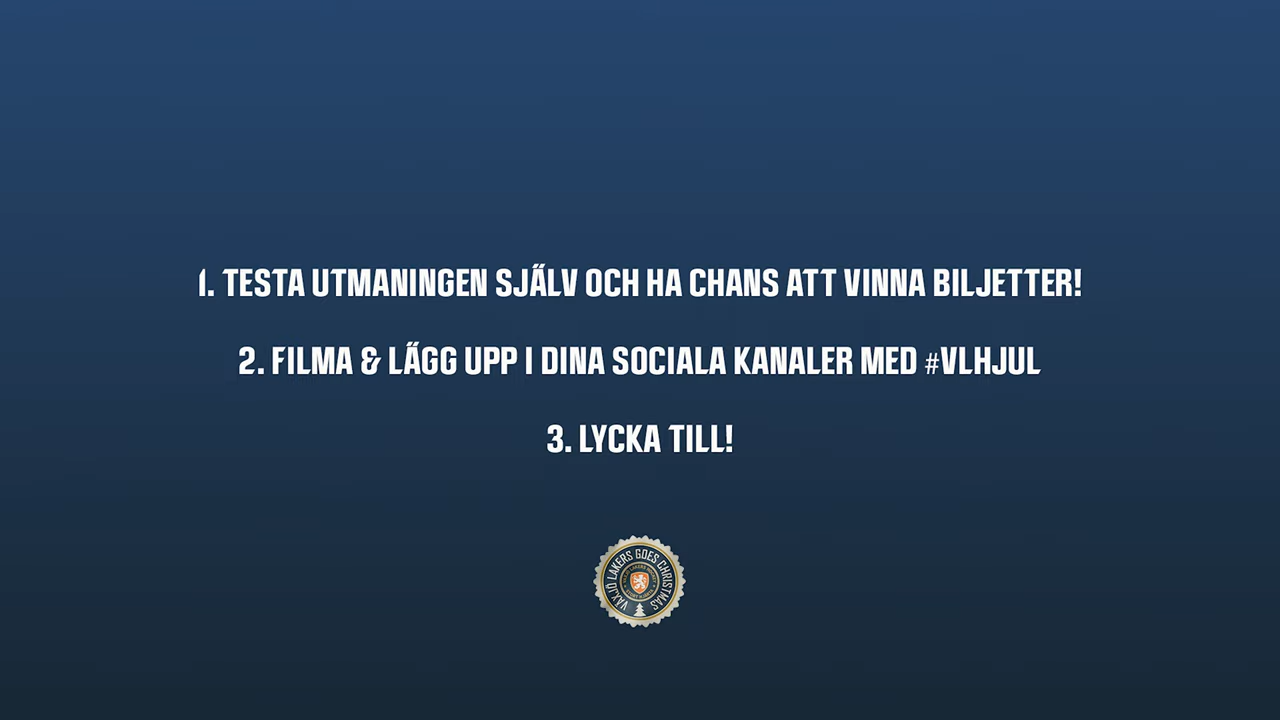 1. TESTA UTMANINGEN SJÄLV OCH HA CHANS ATT VINNA BILJETTER!
2. FILMA & LÄGG UPP I DINA SOCIALA KANALER MED #VLHJUL
3. LYCKA TILL!
VÄXJÖ LAKERS GOES CHRISTMAS